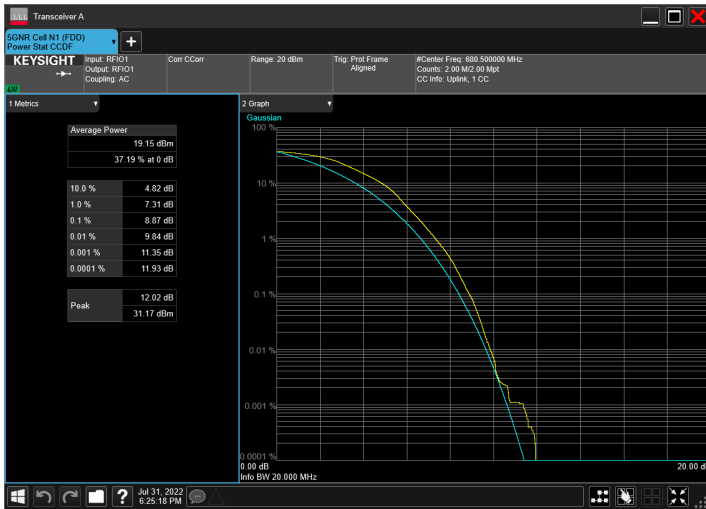 Transceiver A
5GNR Cell N1 (FDD)
Power Stat CCDF
KEYSIGHT
Input: RFIO1
Output: RFIO1
Coupling: AC
Corr CCorr
Range: 20 dBm
Trig: Prot Frame
Aligned
#Center Freq: 680.500000 MHz
Counts: 2.00 M/2.00 Mpt
CC Info: Uplink, 1 CC
LXI
1 Metrics
Average Power
19.15 dBm
37.19 % at 0 dB
10.0 % 4.82 dB
1.0 % 7.31 dB
0.1 % 8.87 dB
0.01 % 9.84 dB
0.001 % 11.35 dB
0.0001 % 11.93 dB
Peak 12.02 dB
31.17 dBm
2 Graph
Gaussian
100 %
10 %
1 %
0.1 %
0.01 %
0.001 %
0.0001 %
0.00 dB
20.00 d
Info BW 20.000 MHz
Jul 31, 2022
6:25:18 PM